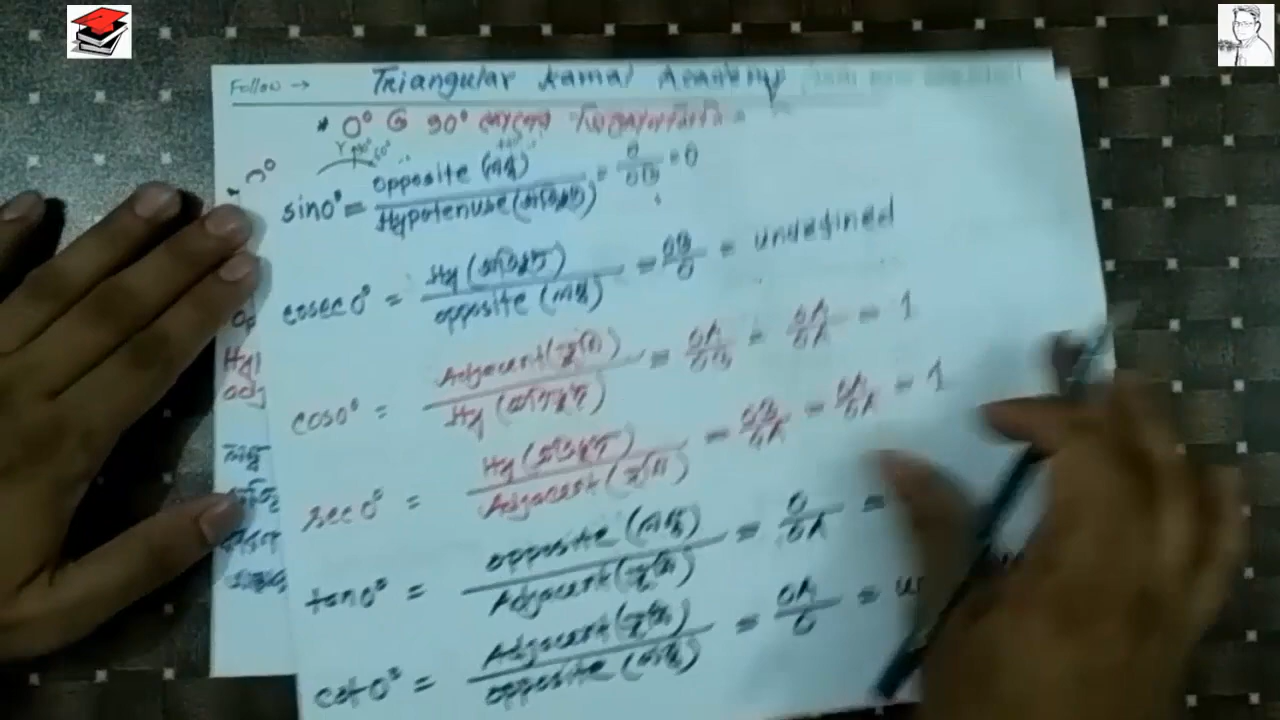 Follow → Triangular Kamal Academy
* 0° ও 90° কোণের
sin0° = Opposite (লম্ব) / Hypotenuse (অতিভুজ) = 0 / OB = 0
cosec0° = Hy (অতিভুজ) / opposite (লম্ব) = OB / 0 = undefined
cos0° = Adjacent (ভূমি) / Hy (অতিভুজ) = OA / OB = OA / OA = 1
sec0° = Hy (অতিভুজ) / Adjacent (ভূমি) = OB / OA = OA / OA = 1
tan0° = opposite (লম্ব) / Adjacent (ভূমি) = 0 / OA =
cot0° = Adjacent (ভূমি) / opposite (লম্ব) = OA / 0 = un